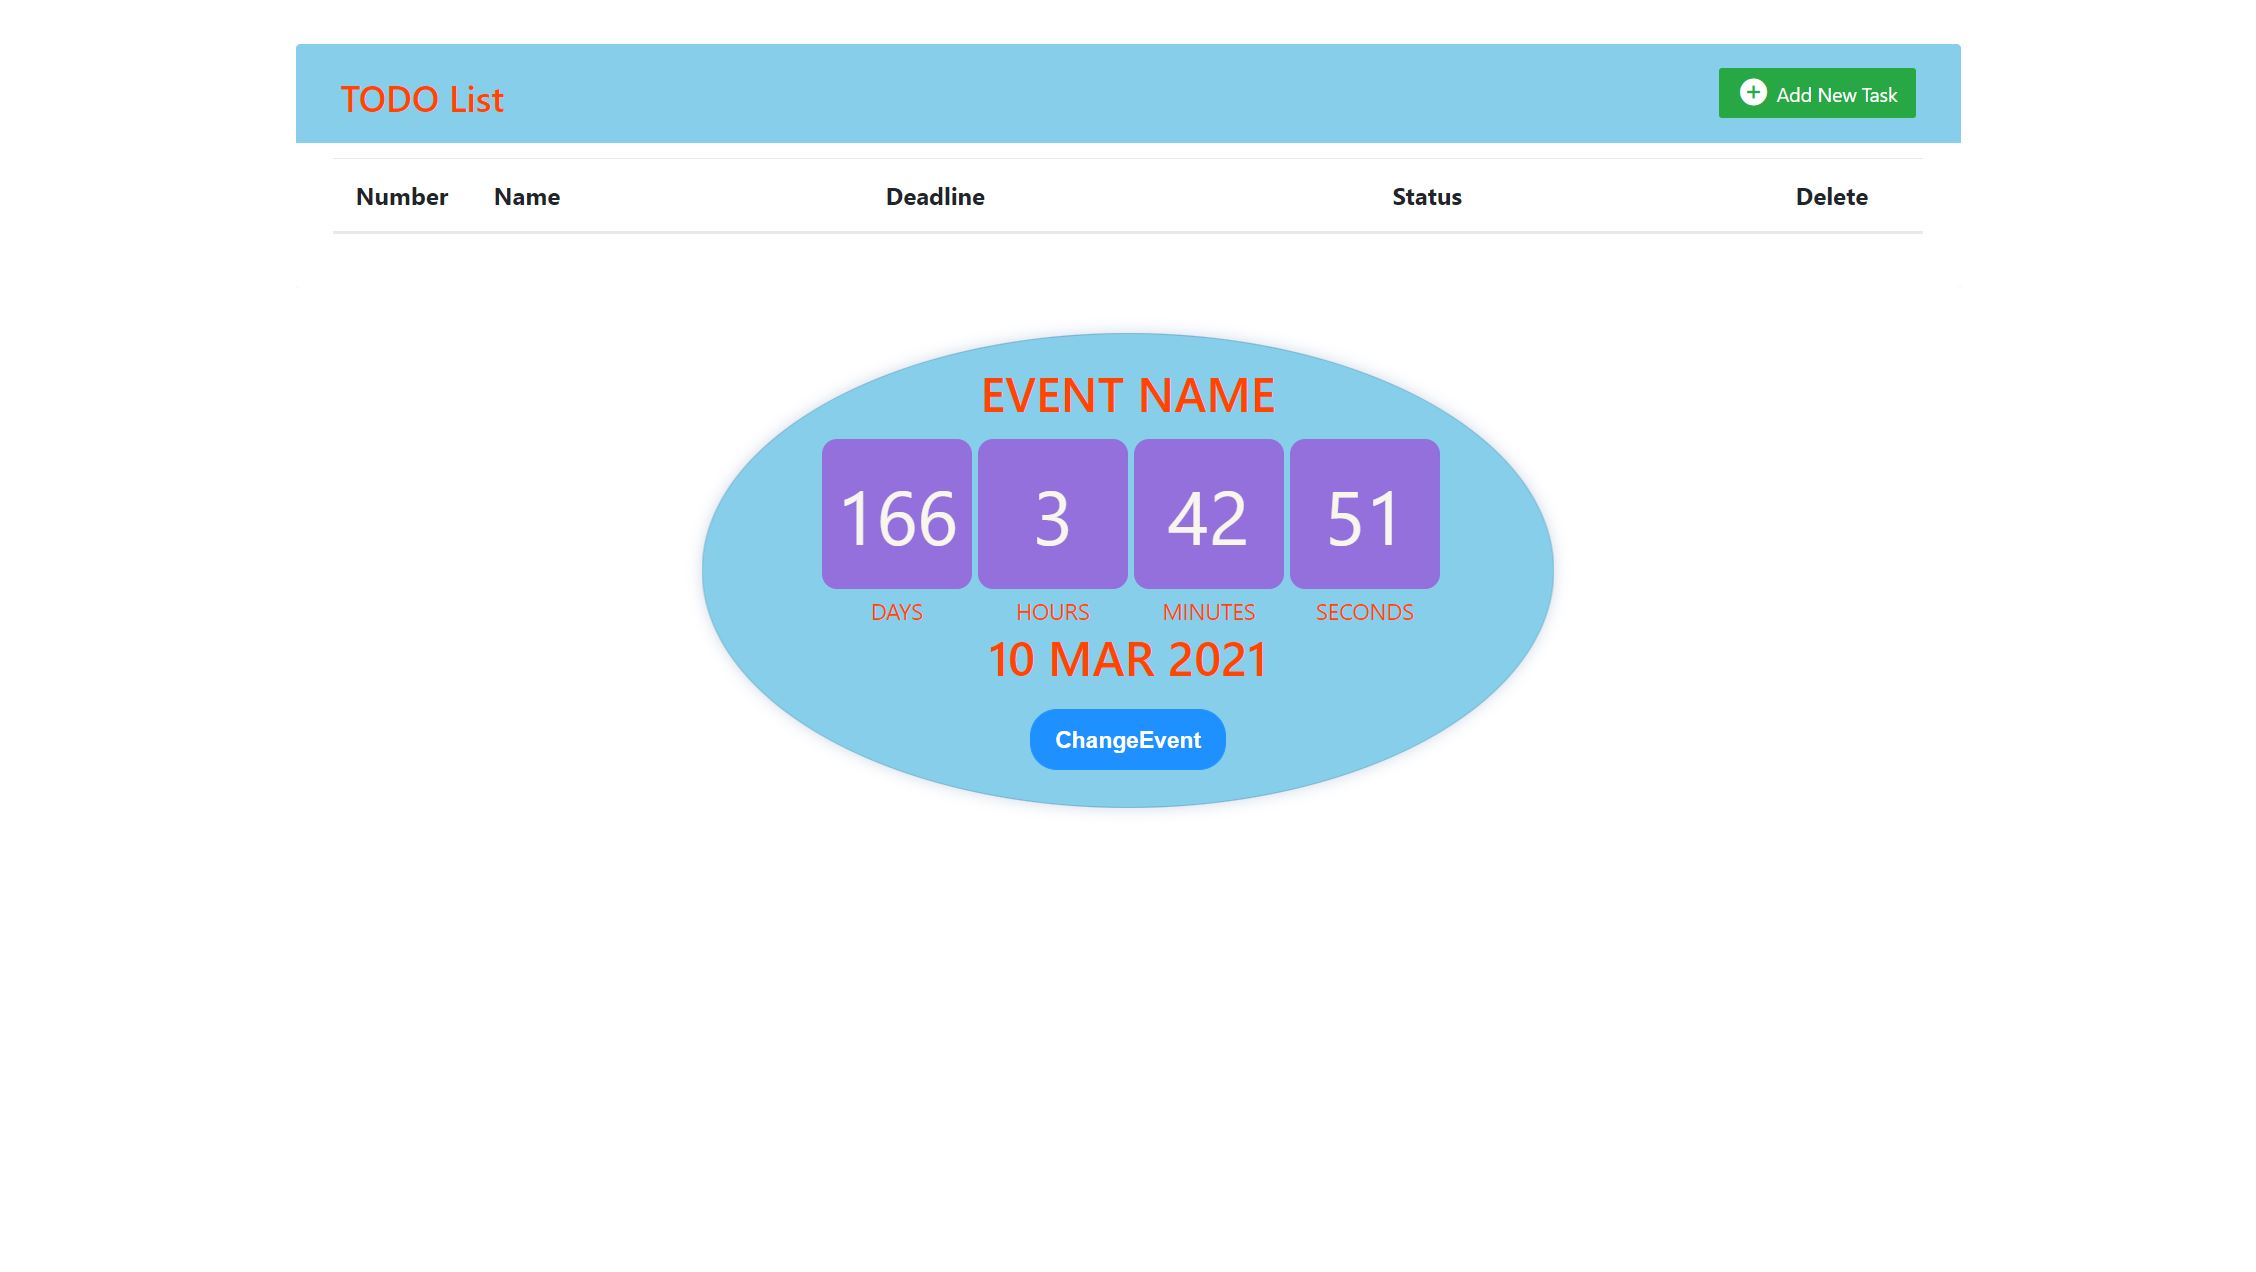 TODO List
Add New Task
Number Name Deadline Status Delete
EVENT NAME
166 3 42 51
DAYS HOURS MINUTES SECONDS
10 MAR 2021
ChangeEvent